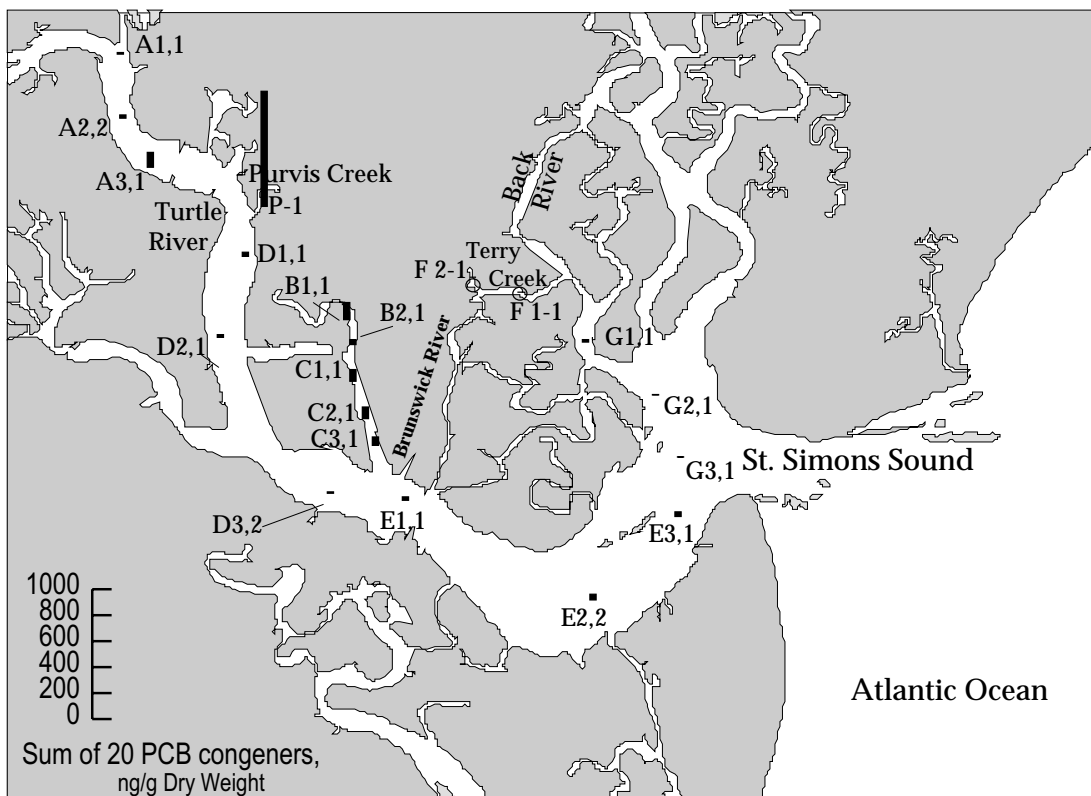 A1,1
A2,2
A3,1
Purvis Creek
P-1
Turtle
River
D1,1
Back
River
Terry
Creek
F 2-1
F 1-1
B1,1
B2,1
D2,1
C1,1
C2,1
C3,1
Brunswick River
G1,1
G2,1
G3,1
St. Simons Sound
D3,2
E1,1
E3,1
E2,2
1000
800
600
400
200
0
Atlantic Ocean
Sum of 20 PCB congeners,
ng/g Dry Weight